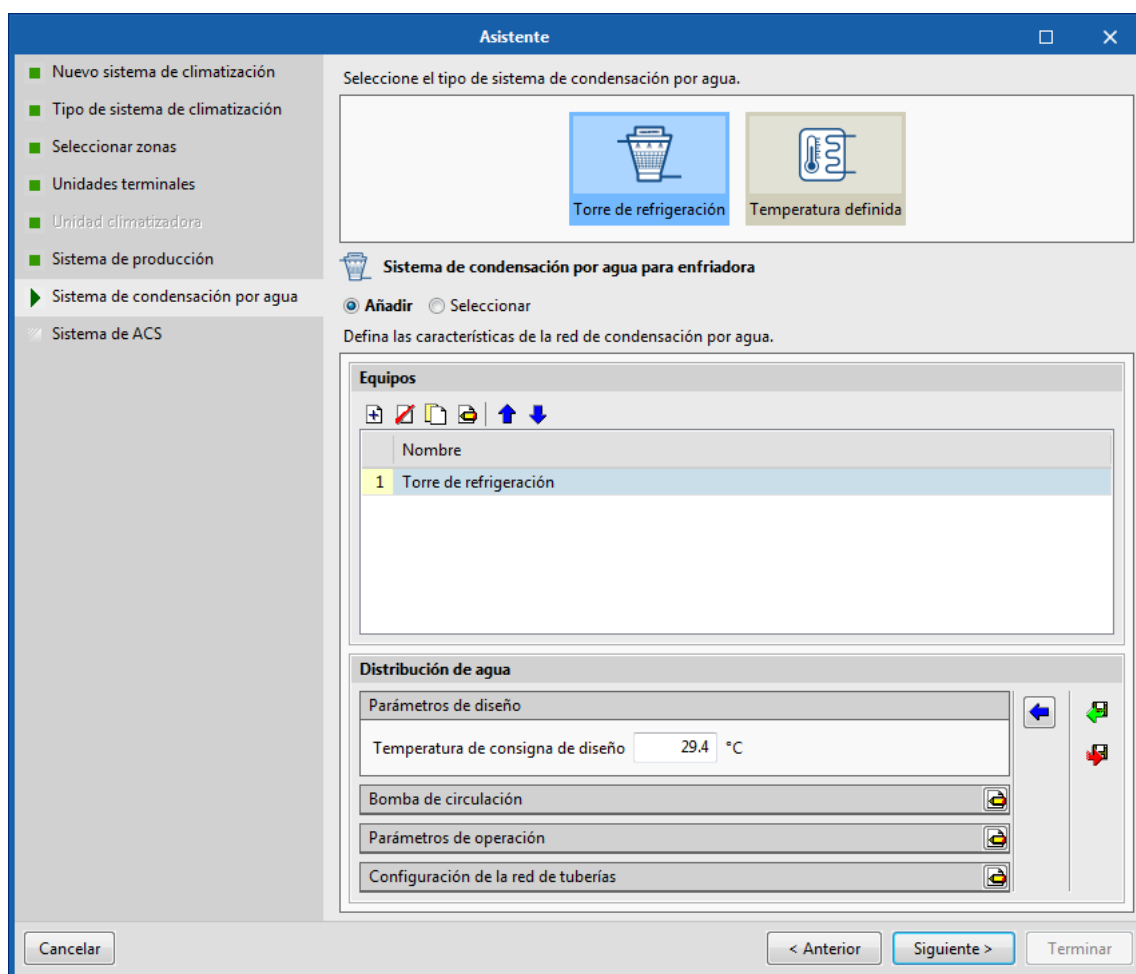 Asistente
Nuevo sistema de climatización
Tipo de sistema de climatización
Seleccionar zonas
Unidades terminales
Unidad climatizadora
Sistema de producción
Sistema de condensación por agua
Sistema de ACS
Seleccione el tipo de sistema de condensación por agua.
Torre de refrigeración
Temperatura definida
Sistema de condensación por agua para enfriadora
Añadir Seleccionar
Defina las características de la red de condensación por agua.
Equipos
Nombre
1 Torre de refrigeración
Distribución de agua
Parámetros de diseño
Temperatura de consigna de diseño 29.4 °C
Bomba de circulación
Parámetros de operación
Configuración de la red de tuberías
Cancelar
< Anterior
Siguiente >
Terminar